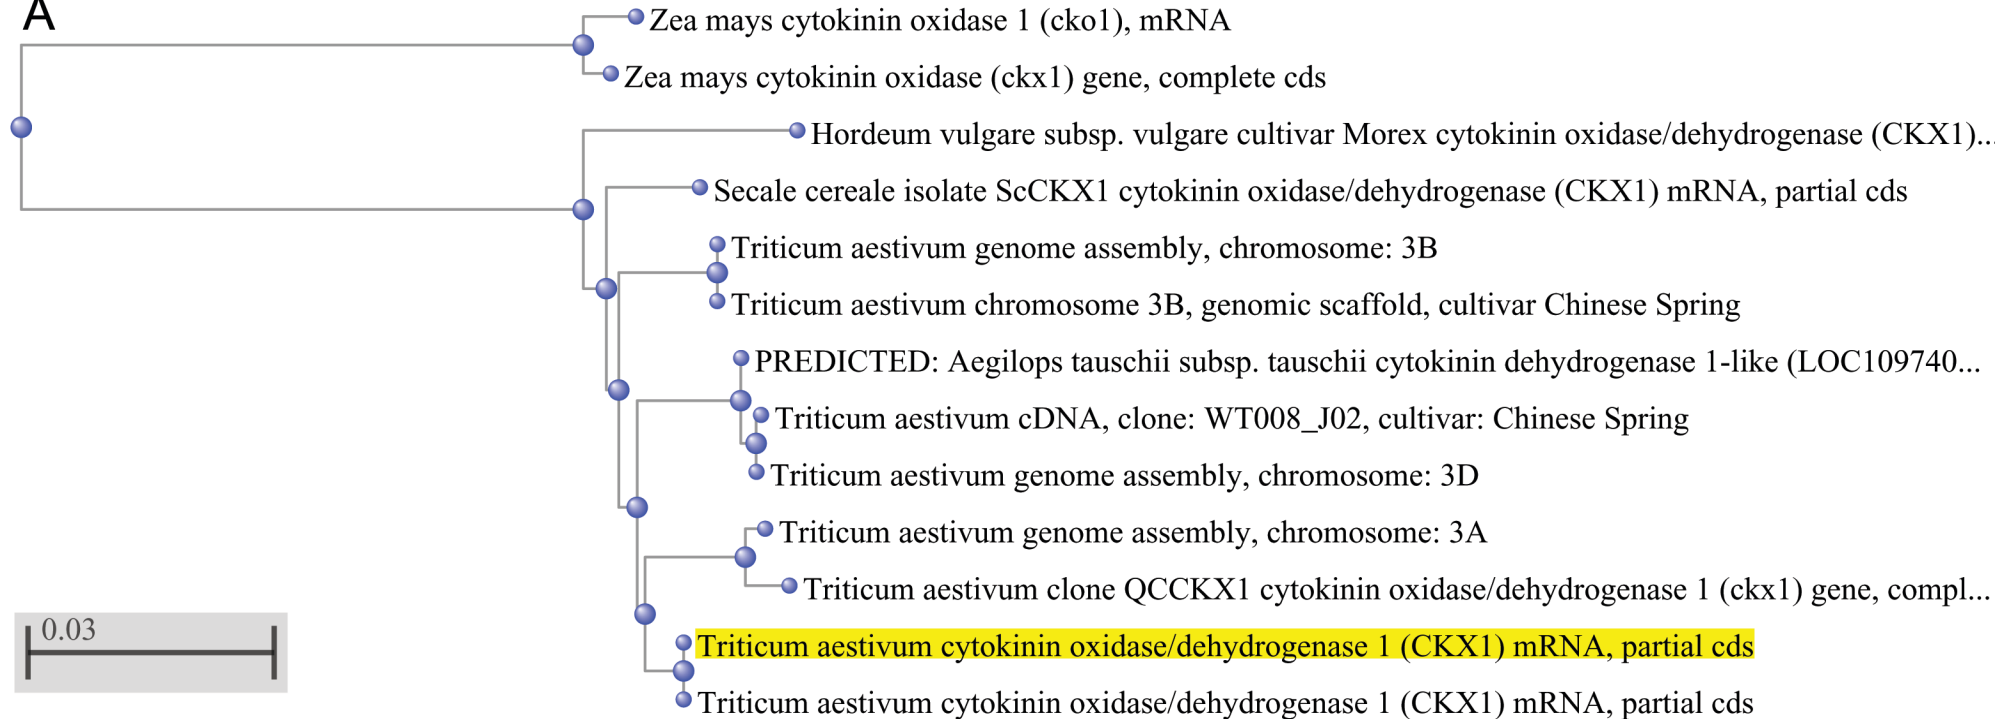 A
Zea mays cytokinin oxidase 1 (cko1), mRNA
Zea mays cytokinin oxidase (ckx1) gene, complete cds
Hordeum vulgare subsp. vulgare cultivar Morex cytokinin oxidase/dehydrogenase (CKX1)...
Secale cereale isolate ScCKX1 cytokinin oxidase/dehydrogenase (CKX1) mRNA, partial cds
Triticum aestivum genome assembly, chromosome: 3B
Triticum aestivum chromosome 3B, genomic scaffold, cultivar Chinese Spring
PREDICTED: Aegilops tauschii subsp. tauschii cytokinin dehydrogenase 1-like (LOC109740...
Triticum aestivum cDNA, clone: WT008_J02, cultivar: Chinese Spring
Triticum aestivum genome assembly, chromosome: 3D
Triticum aestivum genome assembly, chromosome: 3A
Triticum aestivum clone QCCKX1 cytokinin oxidase/dehydrogenase 1 (ckx1) gene, compl...
0.03
Triticum aestivum cytokinin oxidase/dehydrogenase 1 (CKX1) mRNA, partial cds
Triticum aestivum cytokinin oxidase/dehydrogenase 1 (CKX1) mRNA, partial cds